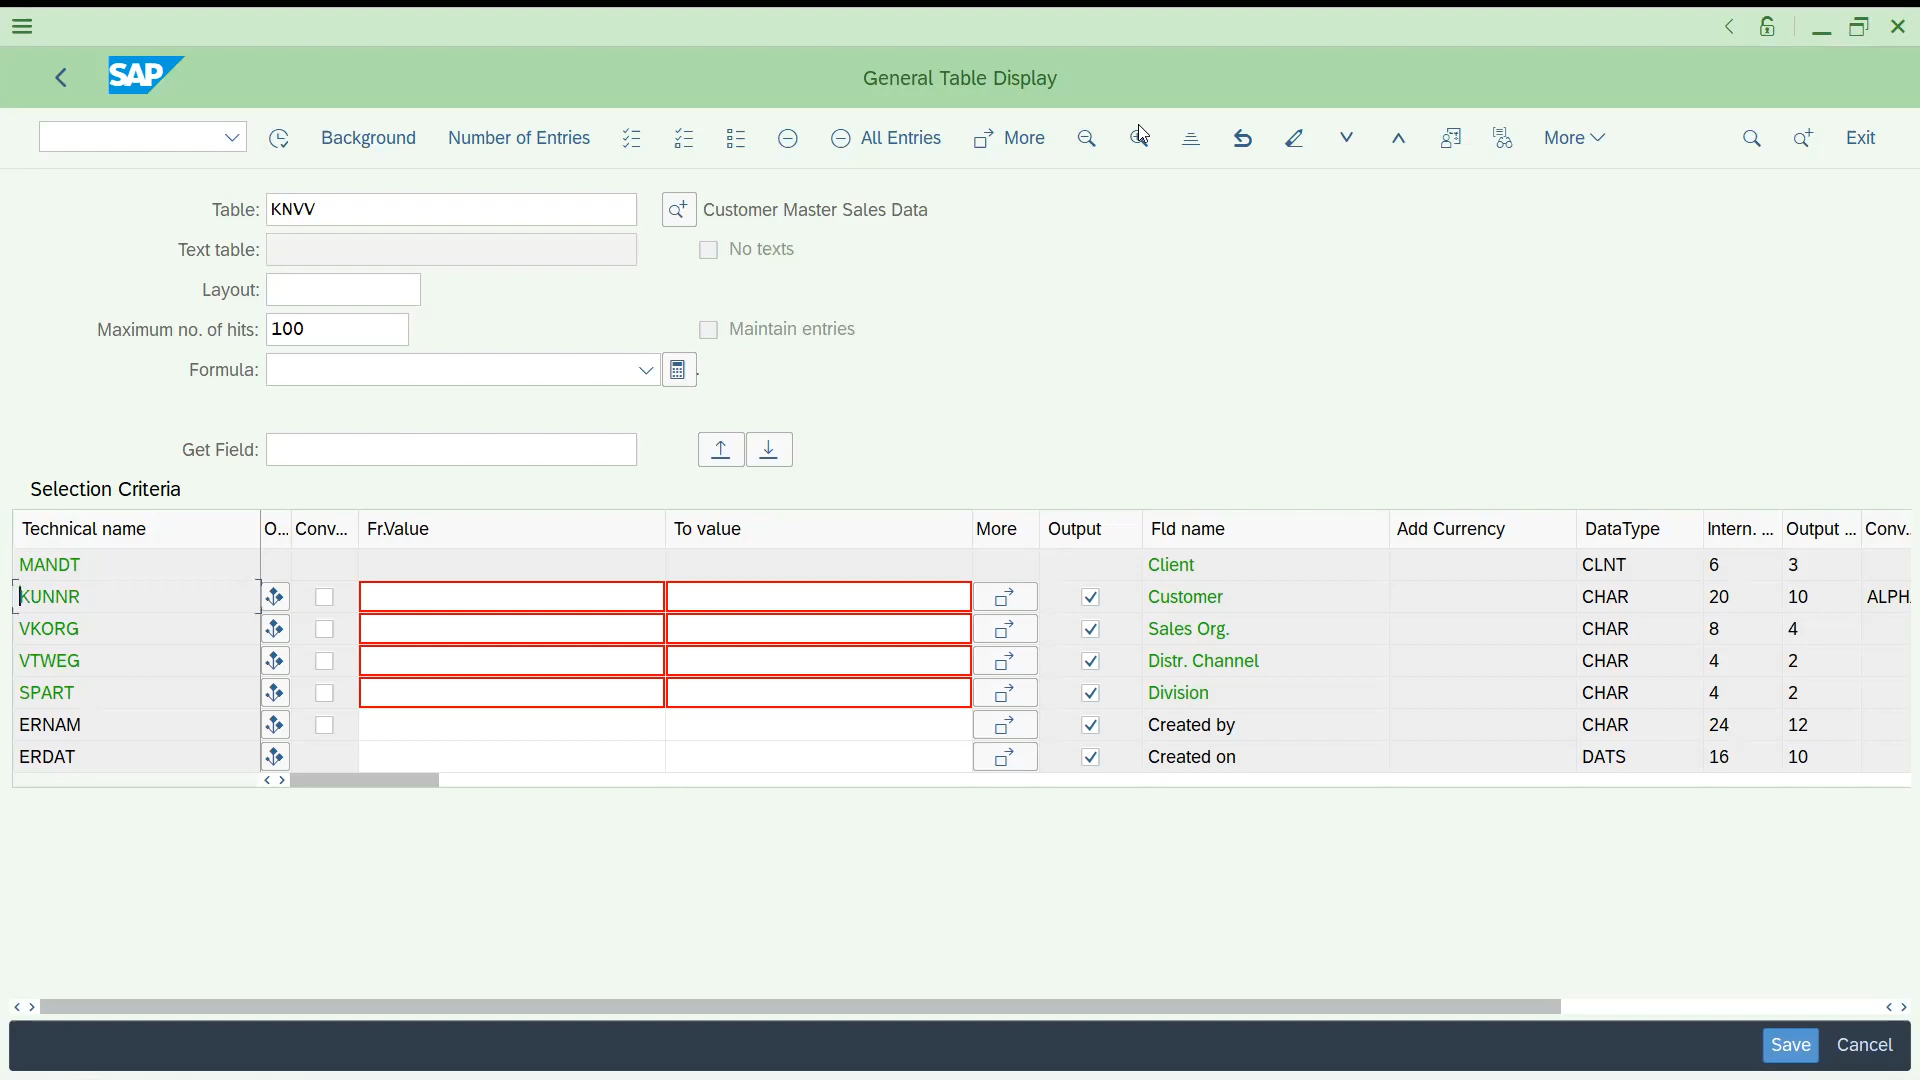 SAP
General Table Display
Background Number of Entries All Entries More More Exit
Table: KNVV Customer Master Sales Data
Text table: No texts
Layout:
Maximum no. of hits: 100 Maintain entries
Formula: .
Get Field:
Selection Criteria
Technical name O... Conv... Fr.Value To value More Output Fld name Add Currency DataType Intern. ... Output ... Conv..
MANDT Client CLNT 6 3
KUNNR Customer CHAR 20 10 ALPH.
VKORG Sales Org. CHAR 8 4
VTWEG Distr. Channel CHAR 4 2
SPART Division CHAR 4 2
ERNAM Created by CHAR 24 12
ERDAT Created on DATS 16 10
Save Cancel